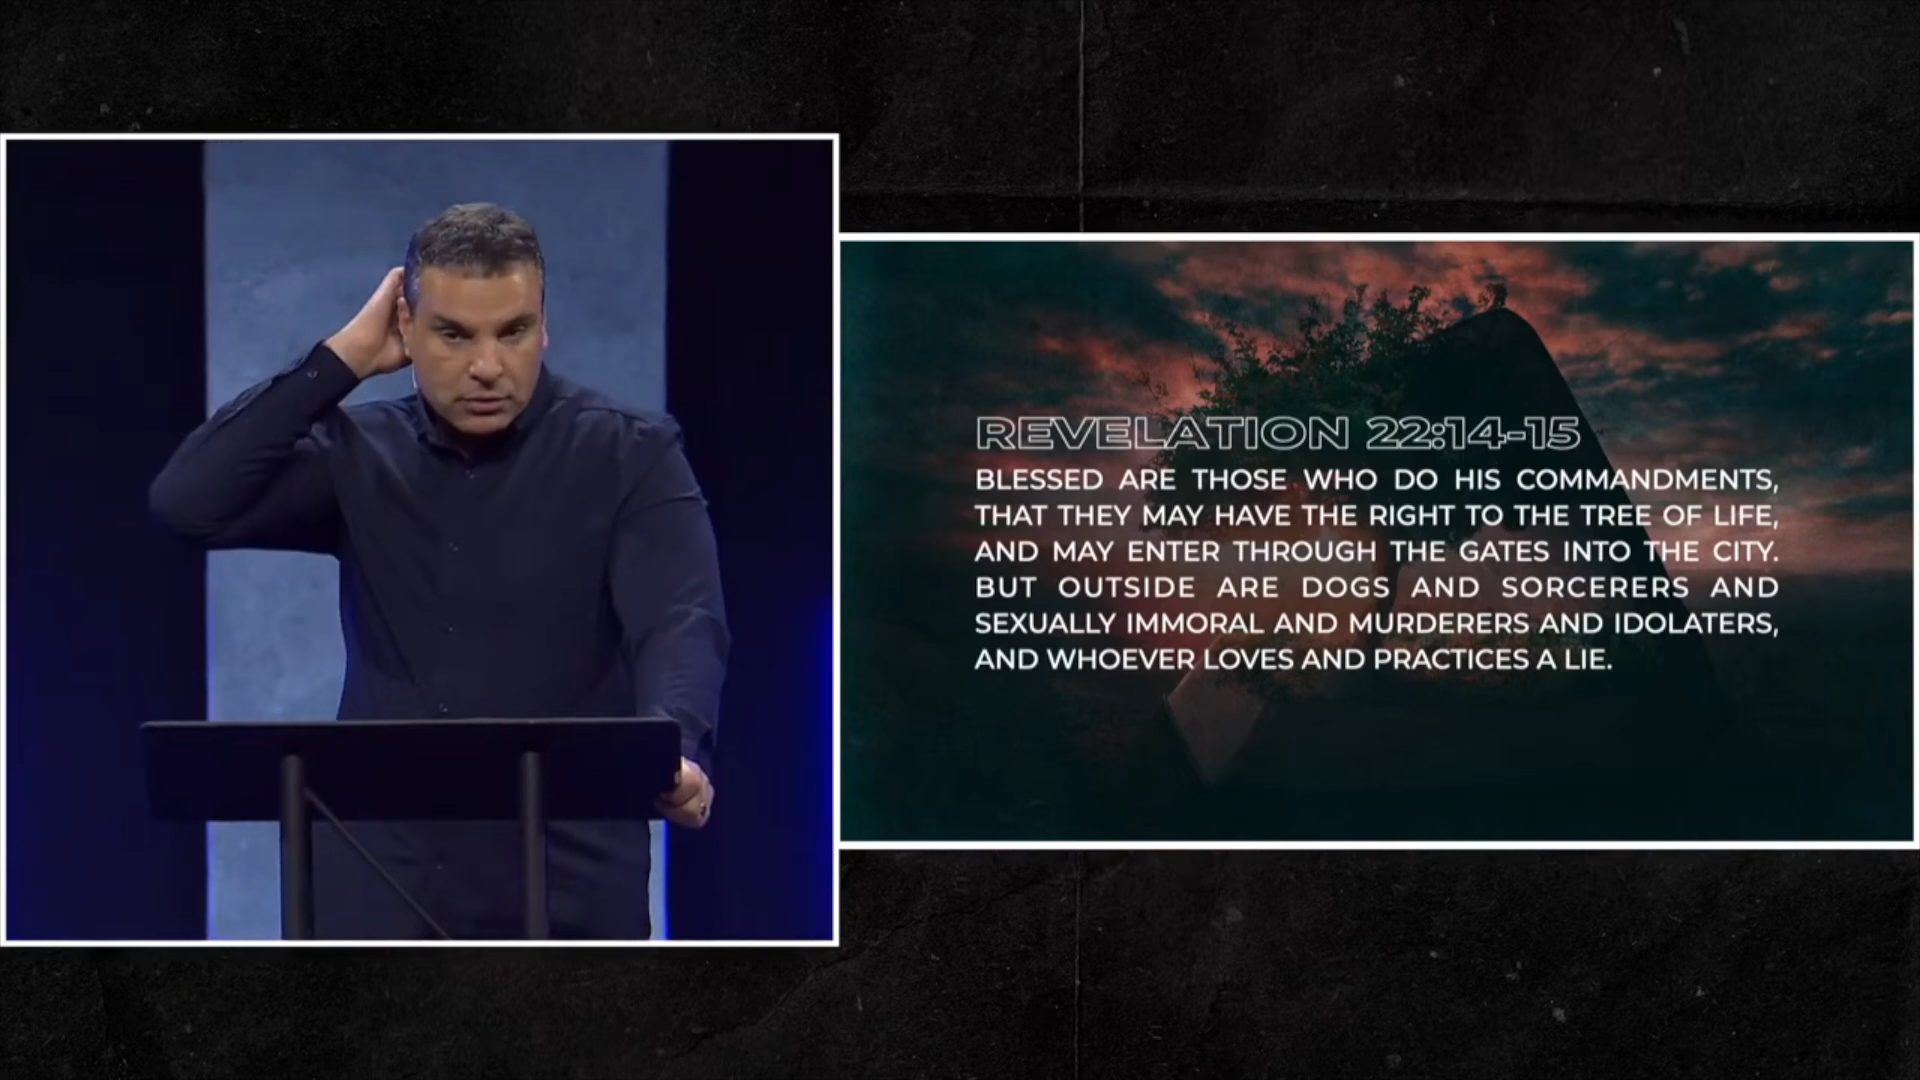 REVELATION 22:14-15
BLESSED ARE THOSE WHO DO HIS COMMANDMENTS,
THAT THEY MAY HAVE THE RIGHT TO THE TREE OF LIFE,
AND MAY ENTER THROUGH THE GATES INTO THE CITY.
BUT OUTSIDE ARE DOGS AND SORCERERS AND
SEXUALLY IMMORAL AND MURDERERS AND IDOLATERS,
AND WHOEVER LOVES AND PRACTICES A LIE.